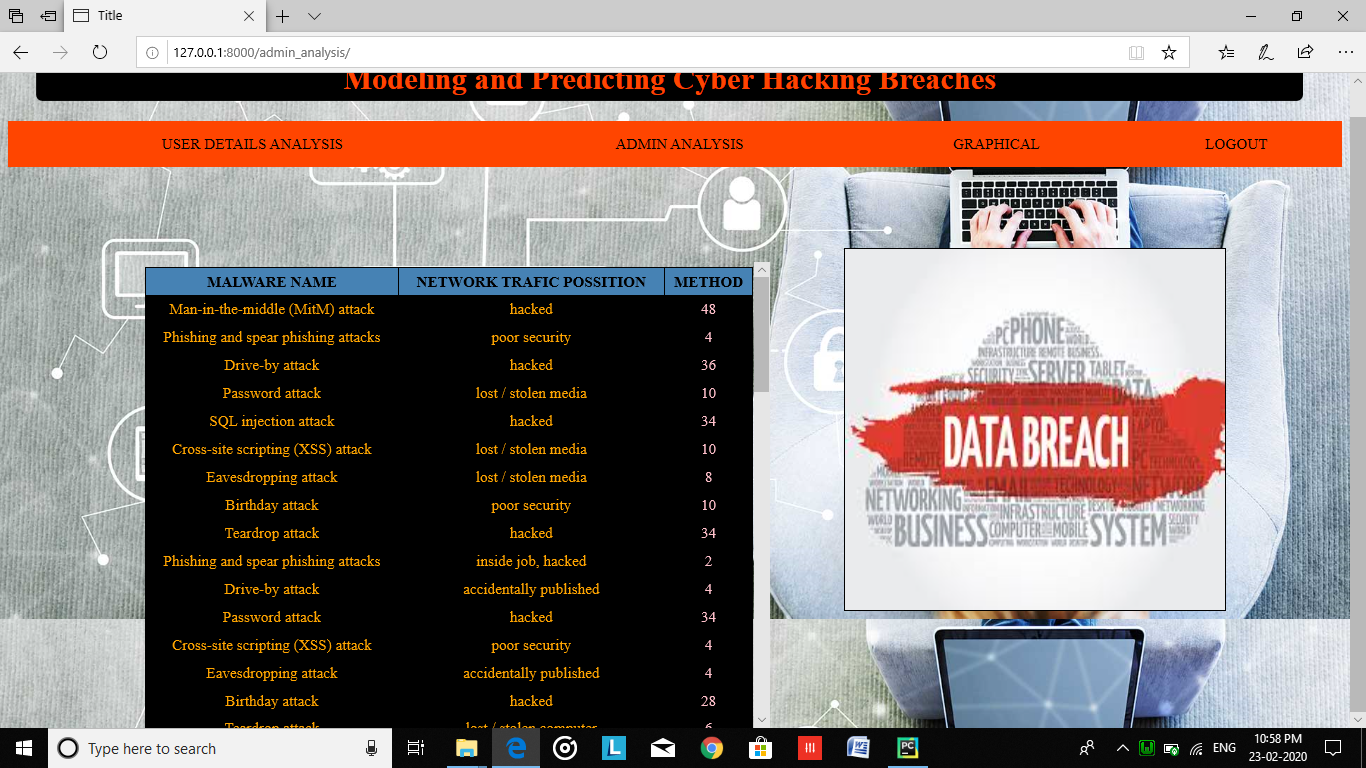 Title
127.0.0.1:8000/admin_analysis/
Modeling and Predicting Cyber Hacking Breaches
USER DETAILS ANALYSIS ADMIN ANALYSIS GRAPHICAL LOGOUT
MALWARE NAME NETWORK TRAFIC POSSITION METHOD
Man-in-the-middle (MitM) attack hacked 48
Phishing and spear phishing attacks poor security 4
Drive-by attack hacked 36
Password attack lost / stolen media 10
SQL injection attack hacked 34
Cross-site scripting (XSS) attack lost / stolen media 10
Eavesdropping attack lost / stolen media 8
Birthday attack poor security 10
Teardrop attack hacked 34
Phishing and spear phishing attacks inside job, hacked 2
Drive-by attack accidentally published 4
Password attack hacked 34
Cross-site scripting (XSS) attack poor security 4
Eavesdropping attack accidentally published 4
Birthday attack hacked 28
Teardrop attack lost / stolen computer 6
PC PHONE
INFRASTRUCTURE REMOTE BUSINESS
SECURITY SERVER TABLET
DATA
DATA BREACH
NETWORKING EMAIL TECHNOLOGY NETWORK
INFRASTRUCTURE
BUSINESS COMPUTER MOBILE SYSTEM
Type here to search
ENG
10:58 PM
23-02-2020